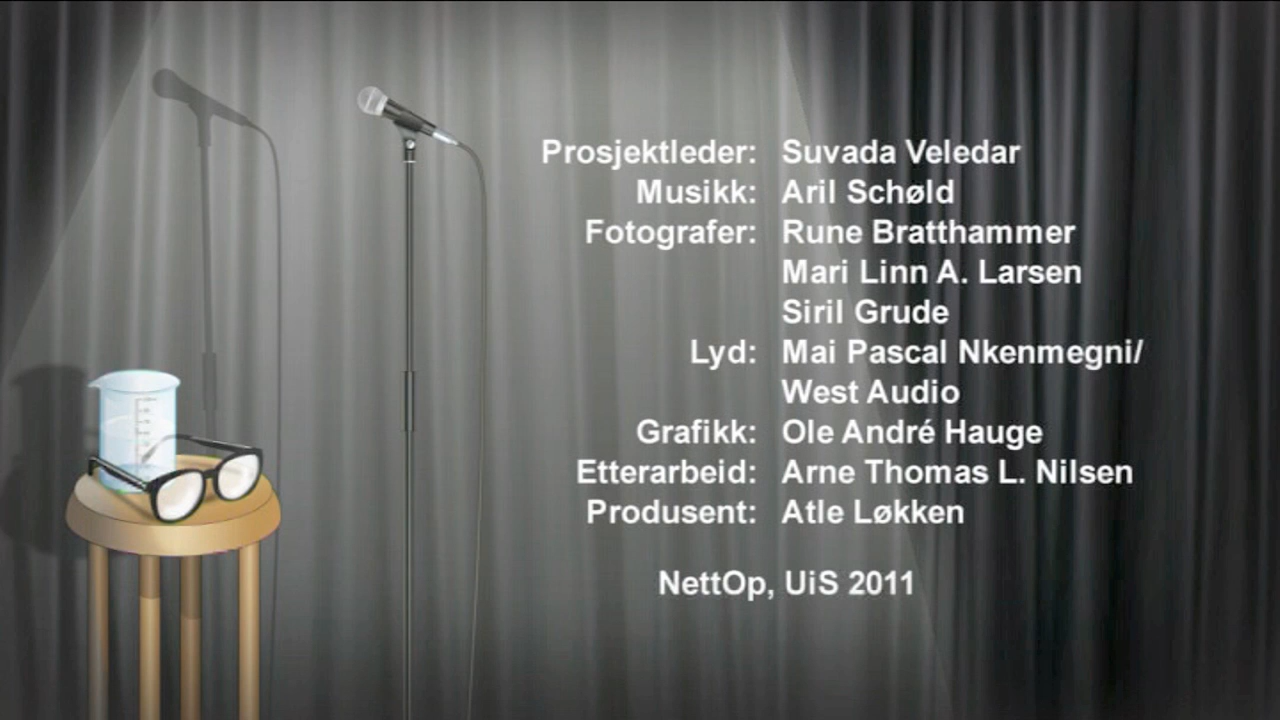 Prosjektleder: Suvada Veledar
Musikk: Aril Schøld
Fotografer: Rune Bratthammer
Mari Linn A. Larsen
Siril Grude
Lyd: Mai Pascal Nkenmegni/
West Audio
Grafikk: Ole André Hauge
Etterarbeid: Arne Thomas L. Nilsen
Produsent: Atle Løkken
NettOp, UiS 2011